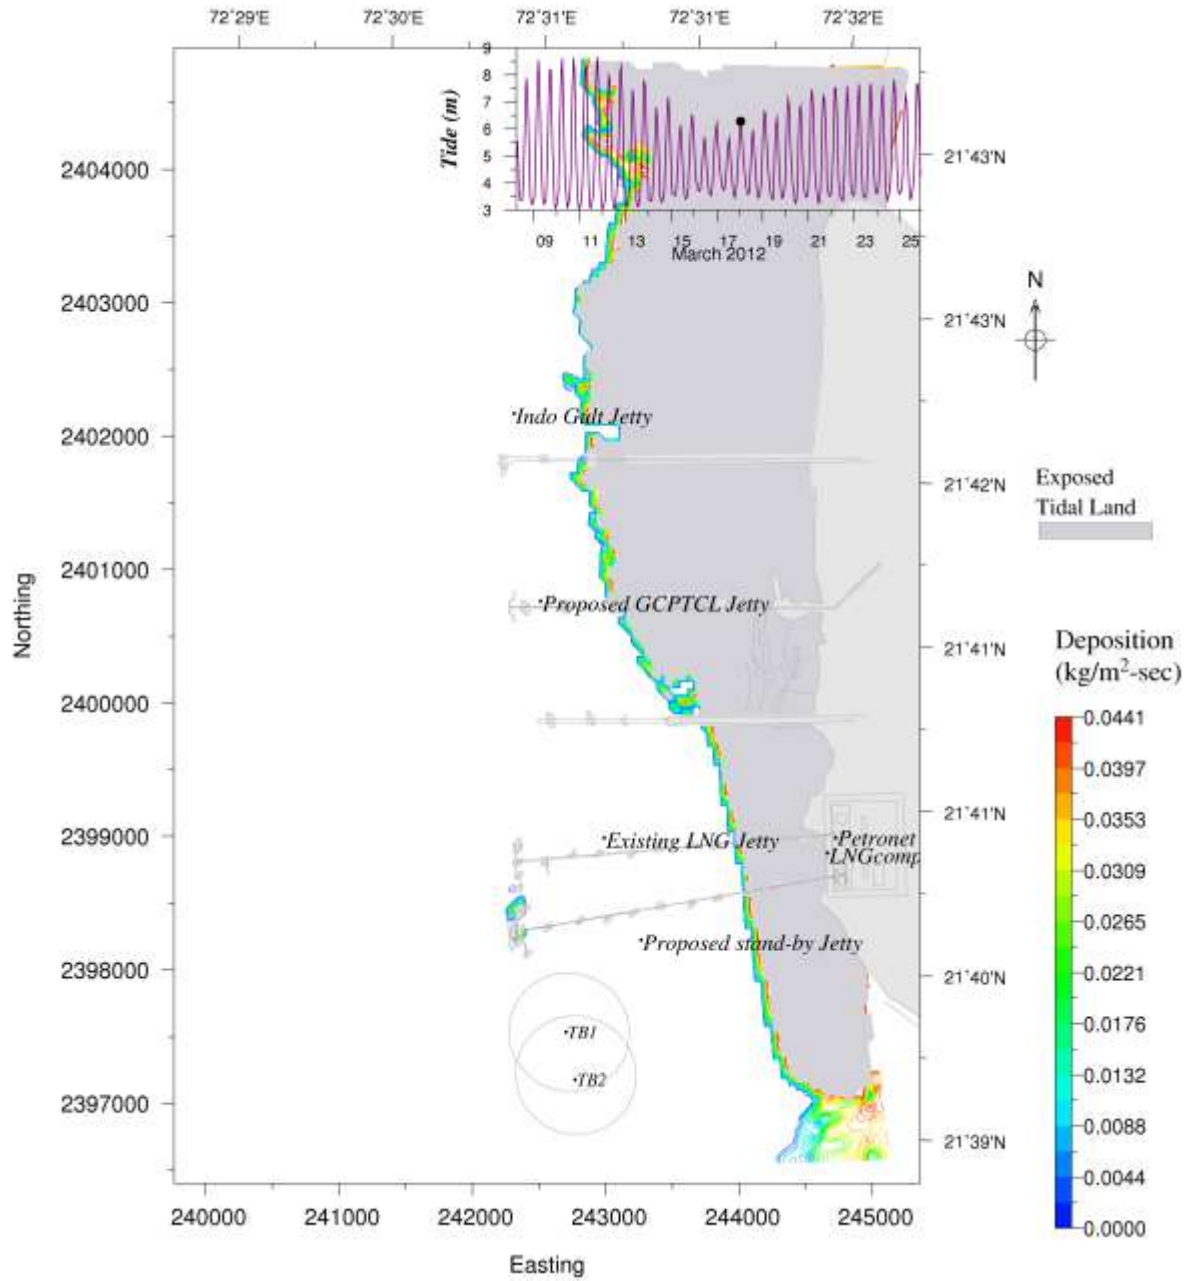 72°29'E 72°30'E 72°31'E 72°31'E 72°32'E
9
8
7
6
5
4
3
Tide (m)
09 11 13 15 17 19 21 23 25
March 2012
2404000
2403000
2402000
2401000
2400000
2399000
2398000
2397000
Northing
21°43'N
21°43'N
21°42'N
21°41'N
21°41'N
21°40'N
21°39'N
N
Indo Gult Jetty
Proposed GCPTCL Jetty
Existing LNG Jetty
Petronet
LNGcomp
Proposed stand-by Jetty
TB1
TB2
Exposed
Tidal Land
Deposition
(kg/m²-sec)
0.0441
0.0397
0.0353
0.0309
0.0265
0.0221
0.0176
0.0132
0.0088
0.0044
0.0000
240000 241000 242000 243000 244000 245000
Easting